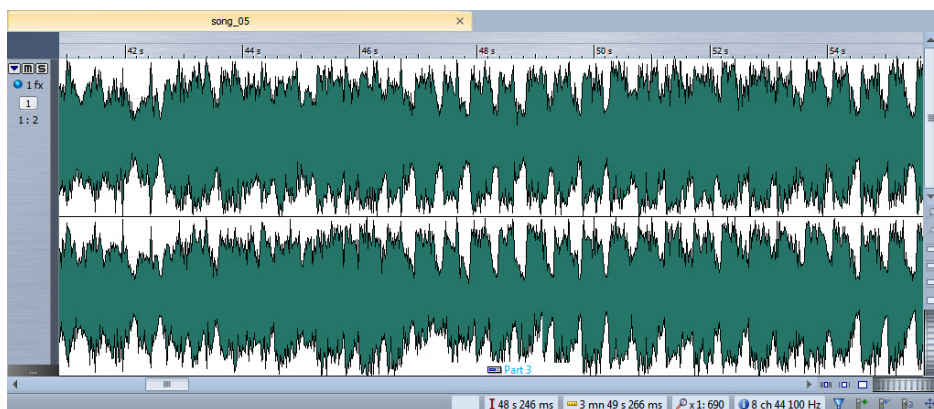 song_05
42 s 44 s 46 s 48 s 50 s 52 s 54 s
m S
1 fx
1
1 : 2
...
Part 3
48 s 246 ms 3 mn 49 s 266 ms x 1 : 690 8 ch 44 100 Hz